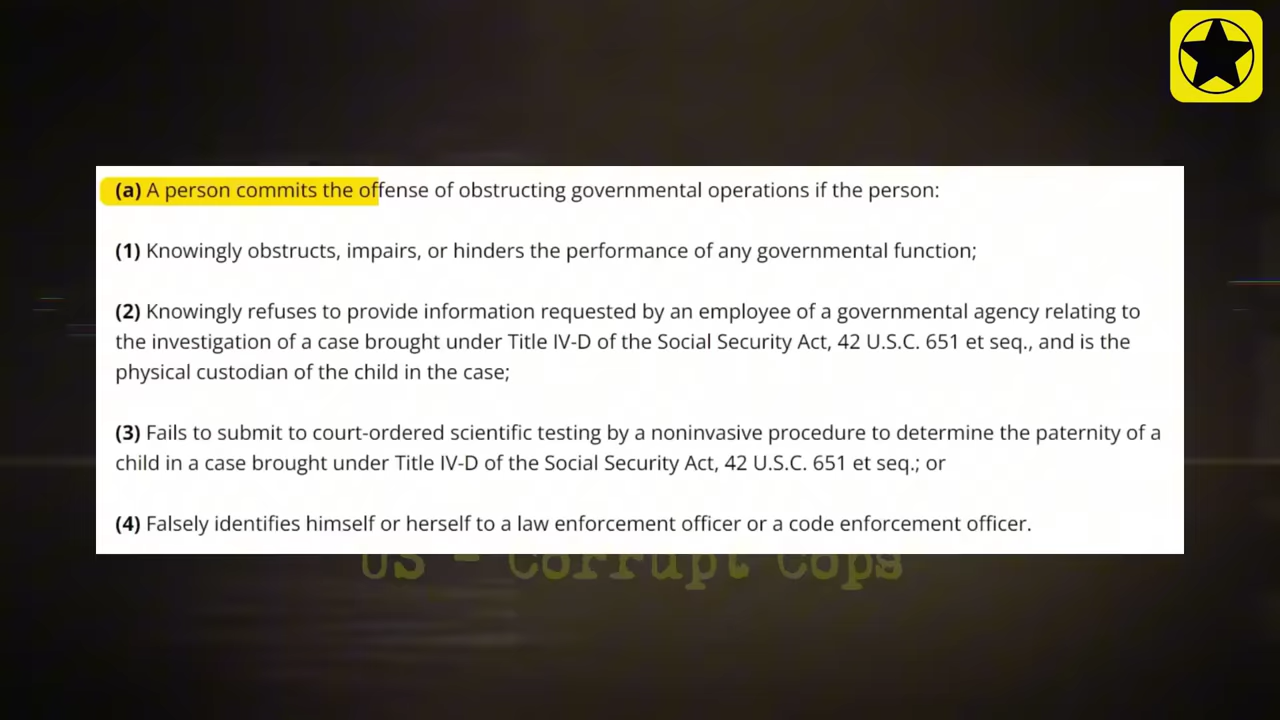 (a) A person commits the offense of obstructing governmental operations if the person:
(1) Knowingly obstructs, impairs, or hinders the performance of any governmental function;
(2) Knowingly refuses to provide information requested by an employee of a governmental agency relating to
the investigation of a case brought under Title IV-D of the Social Security Act, 42 U.S.C. 651 et seq., and is the
physical custodian of the child in the case;
(3) Fails to submit to court-ordered scientific testing by a noninvasive procedure to determine the paternity of a
child in a case brought under Title IV-D of the Social Security Act, 42 U.S.C. 651 et seq.; or
(4) Falsely identifies himself or herself to a law enforcement officer or a code enforcement officer.
US - Corrupt Cops